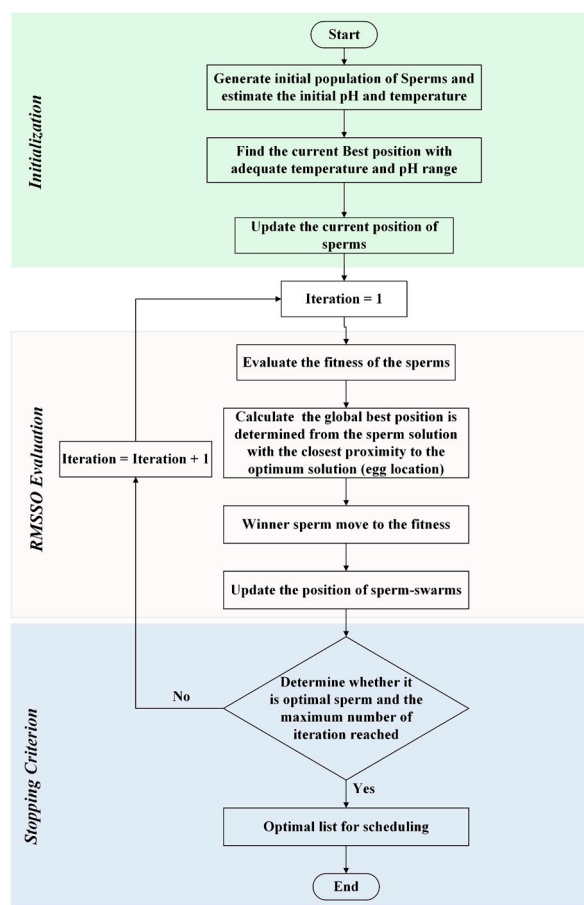 Initialization
Start
Generate initial population of Sperms and
estimate the initial pH and temperature
Find the current Best position with
adequate temperature and pH range
Update the current position of
sperms
Iteration = 1
RMSSO Evaluation
Evaluate the fitness of the sperms
Calculate the global best position is
determined from the sperm solution
with the closest proximity to the
optimum solution (egg location)
Iteration = Iteration + 1
Winner sperm move to the fitness
Update the position of sperm-swarms
Stopping Criterion
Determine whether it
is optimal sperm and the
maximum number of
iteration reached
No
Yes
Optimal list for scheduling
End